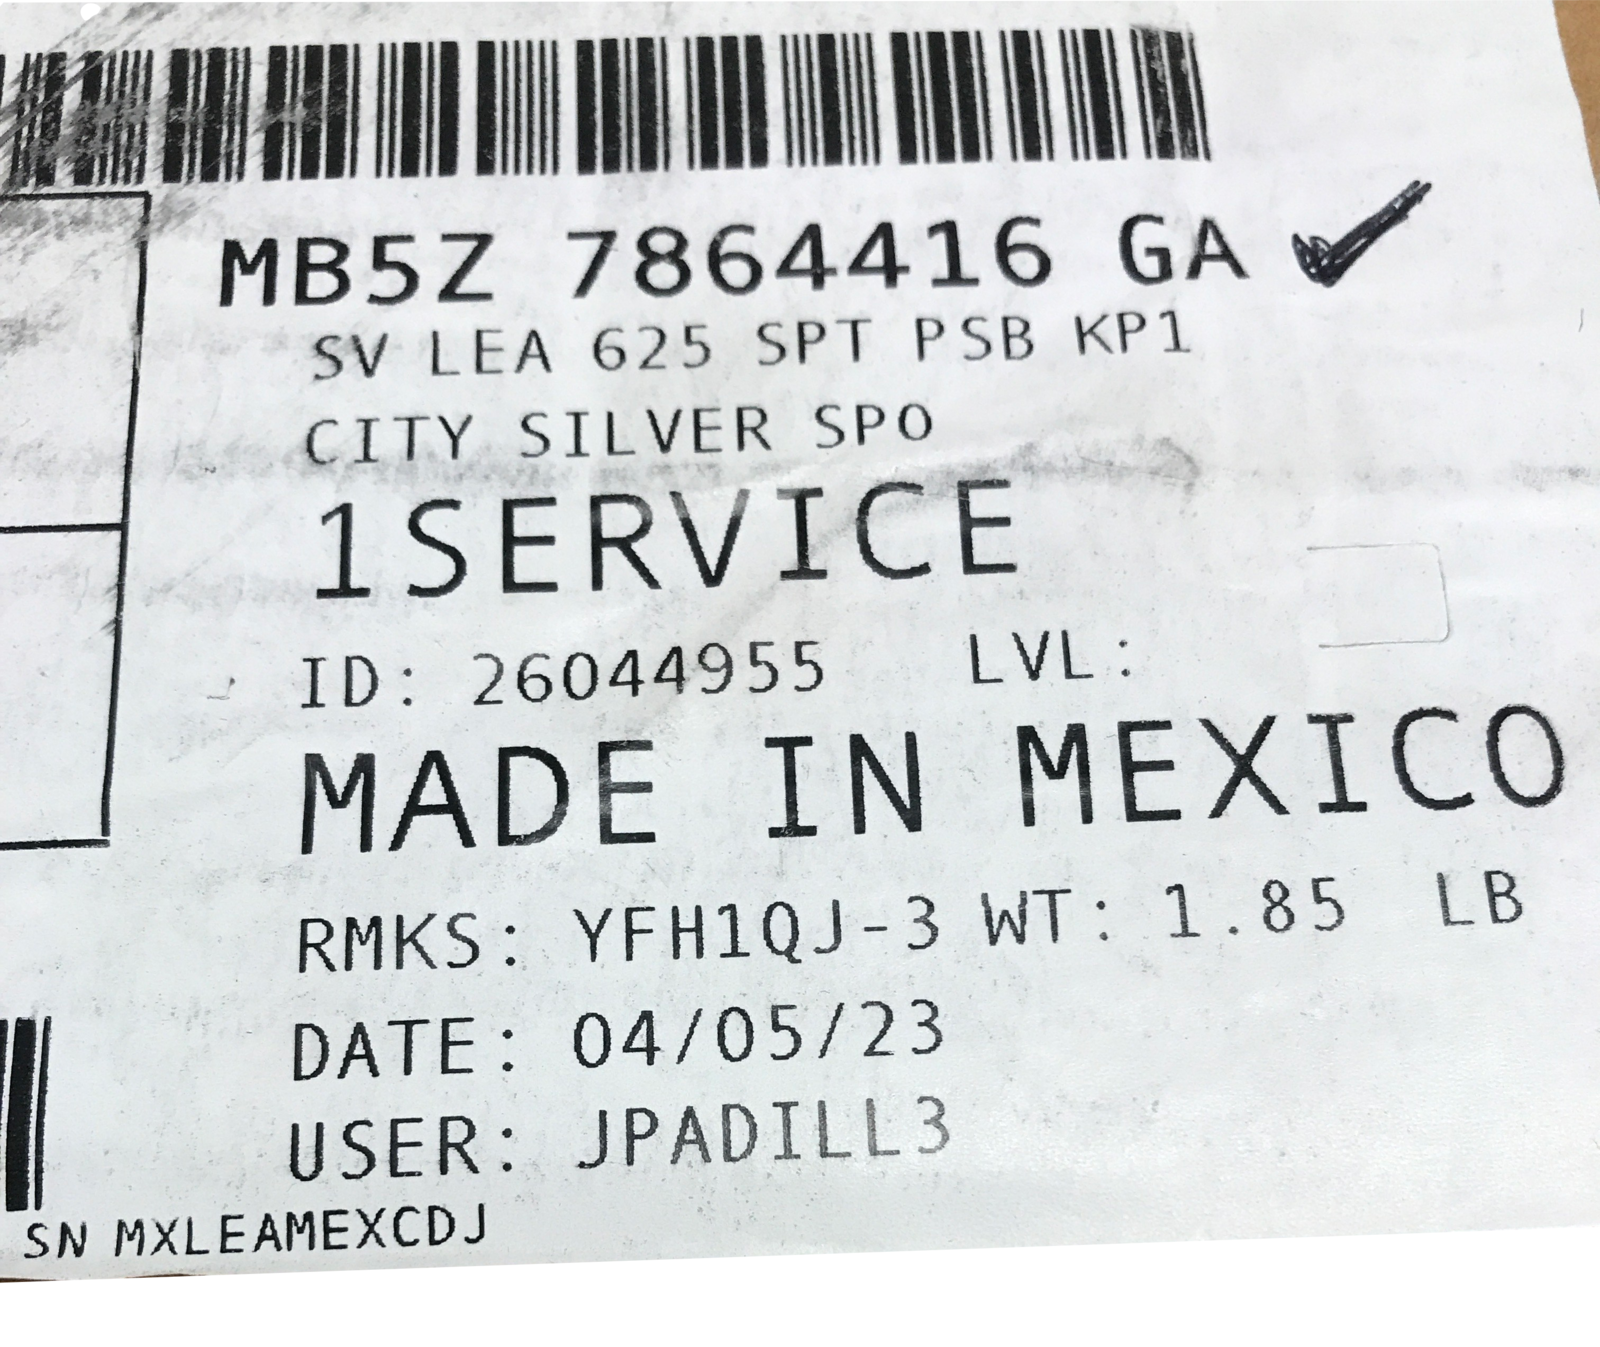 MB5Z 7864416 GA
SV LEA 625 SPT PSB KP1
CITY SILVER SPO
1SERVICE
ID: 26044955 LVL:
MADE IN MEXICO
RMKS: YFH1QJ-3 WT: 1.85 LB
DATE: 04/05/23
USER: JPADILL3
SN MXLEAMEXCDJ